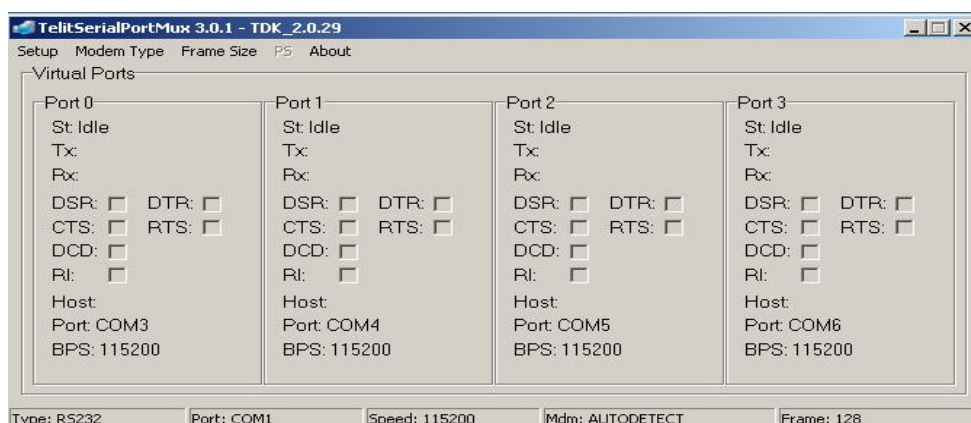 TelitSerialPortMux 3.0.1 - TDK_2.0.29
Setup Modem Type Frame Size PS About
Virtual Ports
Port 0
St: Idle
Tx:
Rx:
DSR: DTR:
CTS: RTS:
DCD:
RI:
Host:
Port: COM3
BPS: 115200
Port 1
St: Idle
Tx:
Rx:
DSR: DTR:
CTS: RTS:
DCD:
RI:
Host:
Port: COM4
BPS: 115200
Port 2
St: Idle
Tx:
Rx:
DSR: DTR:
CTS: RTS:
DCD:
RI:
Host:
Port: COM5
BPS: 115200
Port 3
St: Idle
Tx:
Rx:
DSR: DTR:
CTS: RTS:
DCD:
RI:
Host:
Port: COM6
BPS: 115200
Type: RS232 Port: COM1 Speed: 115200 Mdm: AUTODETECT Frame: 128